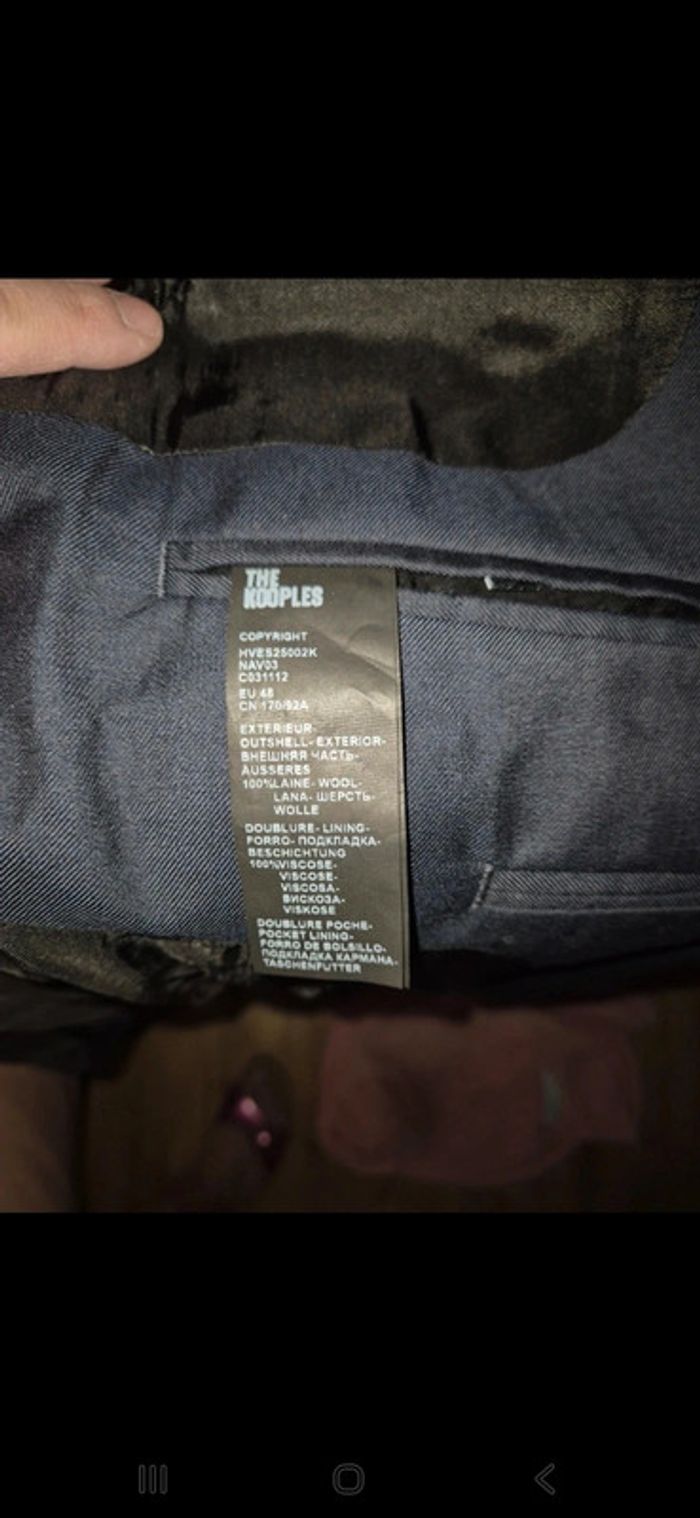 THE
KOOPLES
COPYRIGHT
HVES25002K
NAV03
C031112
EU 48
CN 170/92A
EXTERIEUR-
OUTSHELL- EXTERIOR-
ВНЕШНЯЯ ЧАСТЬ-
AUSSERES
100%LAINE- WOOL-
LANA- ШЕРСТЬ-
WOLLE
DOUBLURE- LINING-
FORRO- ПОДКЛАДКА-
BESCHICHTUNG
100%VISCOSE-
VISCOSE-
VISCOSA-
ВИСКОЗА-
VISKOSE
DOUBLURE POCHE-
POCKET LINING-
FORRO DE BOLSILLO-
ПОДКЛАДКА КАРМАНА-
TASCHENFUTTER